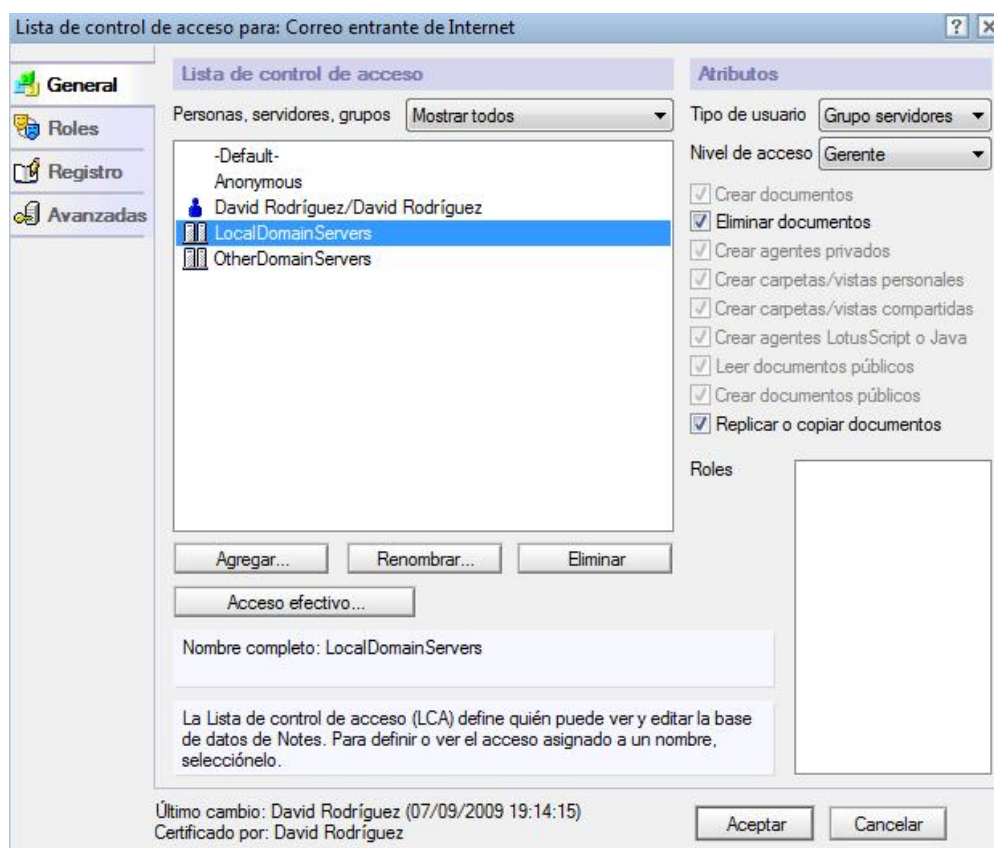 Lista de control de acceso para: Correo entrante de Internet
General
Roles
Registro
Avanzadas
Lista de control de acceso
Personas, servidores, grupos Mostrar todos
-Default-
Anonymous
David Rodríguez/David Rodríguez
LocalDomainServers
OtherDomainServers
Agregar... Renombrar... Eliminar
Acceso efectivo...
Nombre completo: LocalDomainServers
La Lista de control de acceso (LCA) define quién puede ver y editar la base
de datos de Notes. Para definir o ver el acceso asignado a un nombre,
selecciónelo.
Atributos
Tipo de usuario Grupo servidores
Nivel de acceso Gerente
Crear documentos
Eliminar documentos
Crear agentes privados
Crear carpetas/vistas personales
Crear carpetas/vistas compartidas
Crear agentes LotusScript o Java
Leer documentos públicos
Crear documentos públicos
Replicar o copiar documentos
Roles
Último cambio: David Rodríguez (07/09/2009 19:14:15)
Certificado por: David Rodríguez
Aceptar Cancelar